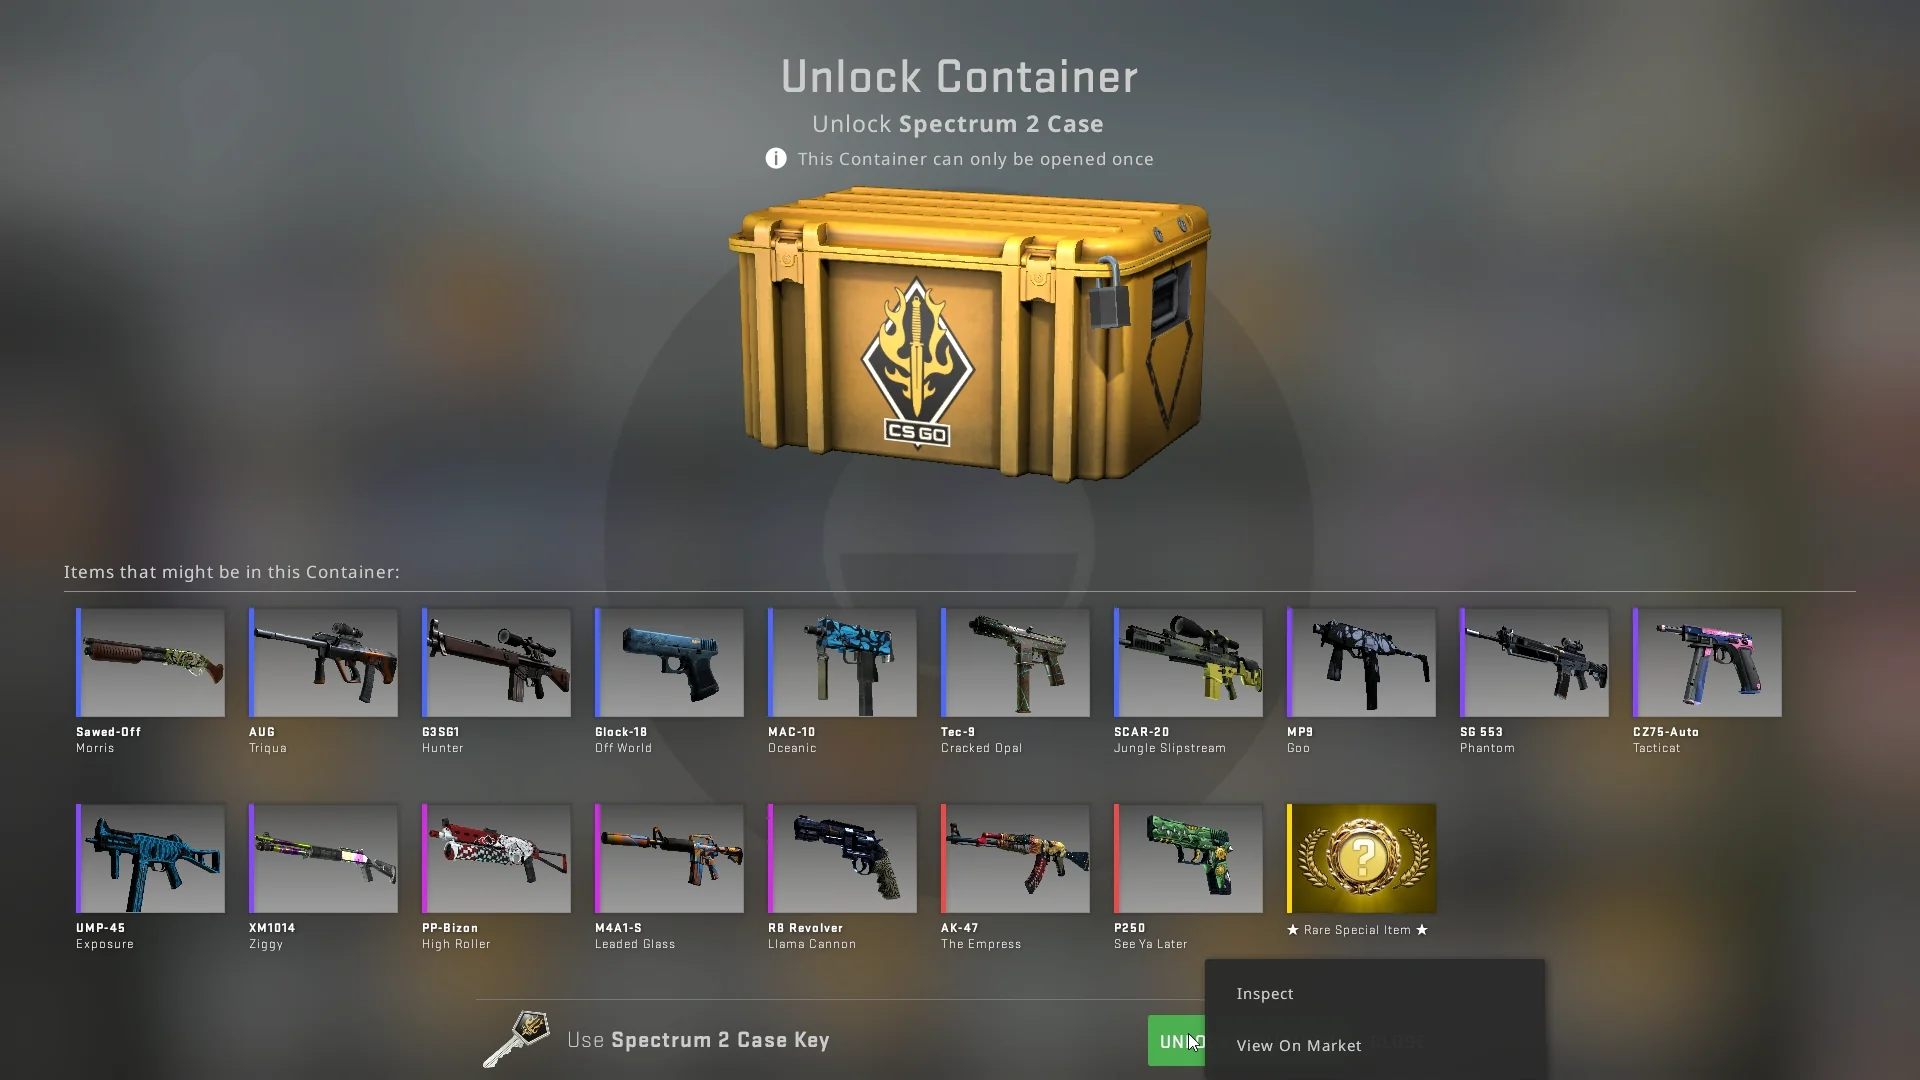 Unlock Container
Unlock Spectrum 2 Case
This Container can only be opened once
CS GO
Items that might be in this Container:
Sawed-Off
Morris
AUG
Triqua
G3SG1
Hunter
Glock-18
Off World
MAC-10
Oceanic
Tec-9
Cracked Opal
SCAR-20
Jungle Slipstream
MP9
Goo
SG 553
Phantom
CZ75-Auto
Tacticat
UMP-45
Exposure
XM1014
Ziggy
PP-Bizon
High Roller
M4A1-S
Leaded Glass
R8 Revolver
Llama Cannon
AK-47
The Empress
P250
See Ya Later
?
★ Rare Special Item ★
Inspect
Use Spectrum 2 Case Key
View On Market